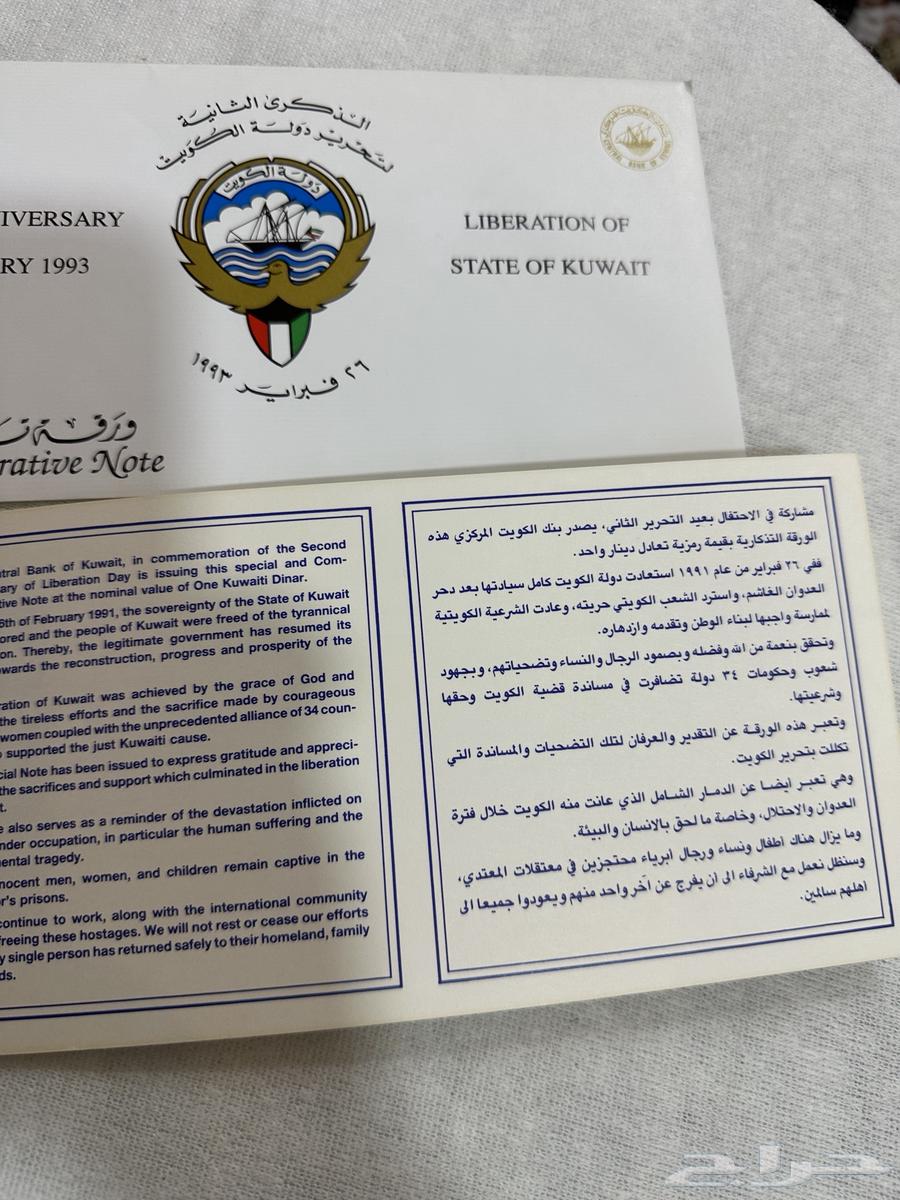 الذكرى الثانية
لتحرير دولة الكويت
دولة الكويت
CENTRAL BANK OF KUWAIT
IVERSARY
LIBERATION OF
RY 1993
STATE OF KUWAIT
٢٦ فبراير ١٩٩٣
ورقة تـ
rative Note
مشاركة في الاحتفال بعيد التحرير الثاني، يصدر بنك الكويت المركزي هذه
الورقة التذكارية بقيمة رمزية تعادل دينار واحد.
ففي ٢٦ فبراير من عام ١٩٩١ استعادت دولة الكويت كامل سيادتها بعد دحر
العدوان الغاشم، واسترد الشعب الكويتي حريته، وعادت الشرعية الكويتية
لممارسة واجبها لبناء الوطن وتقدمه وازدهاره.
وتحقق بنعمة من الله وفضله وبصمود الرجال والنساء وتضحياتهم، وبجهود
شعوب وحكومات ٣٤ دولة تضافرت في مساندة قضية الكويت وحقها
وشرعيتها.
وتعبر هذه الورقة عن التقدير والعرفان لتلك التضحيات والمساندة التي
تكللت بتحرير الكويت.
وهي تعبر ايضا عن الدمار الشامل الذي عانت منه الكويت خلال فترة
العدوان والاحتلال، وخاصة ما لحق بالانسان والبيئة.
وما يزال هناك اطفال ونساء ورجال ابرياء محتجزين في معتقلات المعتدي،
وسنظل نعمل مع الشرفاء الى ان يفرج عن آخر واحد منهم ويعودوا جميعا الى
اهلهم سالمين.
ntral Bank of Kuwait, in commemoration of the Second
ary of Liberation Day is issuing this special and Com-
tive Note at the nominal value of One Kuwaiti Dinar.
6th of February 1991, the sovereignty of the State of Kuwait
ored and the people of Kuwait were freed of the tyrannical
on. Thereby, the legitimate government has resumed its
wards the reconstruction, progress and prosperity of the
ration of Kuwait was achieved by the grace of God and
the tireless efforts and the sacrifice made by courageous
women coupled with the unprecedented alliance of 34 coun-
o supported the just Kuwaiti cause.
cial Note has been issued to express gratitude and appreci-
the sacrifices and support which culminated in the liberation
t.
e also serves as a reminder of the devastation inflicted on
nder occupation, in particular the human suffering and the
mental tragedy.
nocent men, women, and children remain captive in the
r's prisons.
continue to work, along with the international community
freeing these hostages. We will not rest or cease our efforts
y single person has returned safely to their homeland, family
ds.
حراج